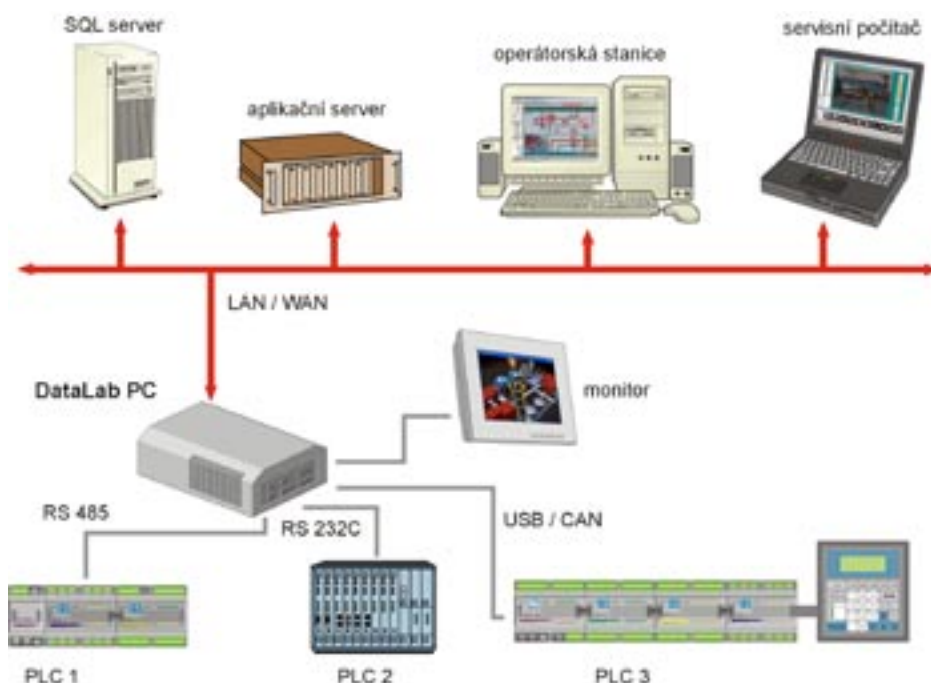 SQL server
aplikační server
operátorská stanice
servisní počítač
LAN / WAN
DataLab PC
monitor
RS 485
RS 232C
USB / CAN
PLC 1
PLC 2
PLC 3